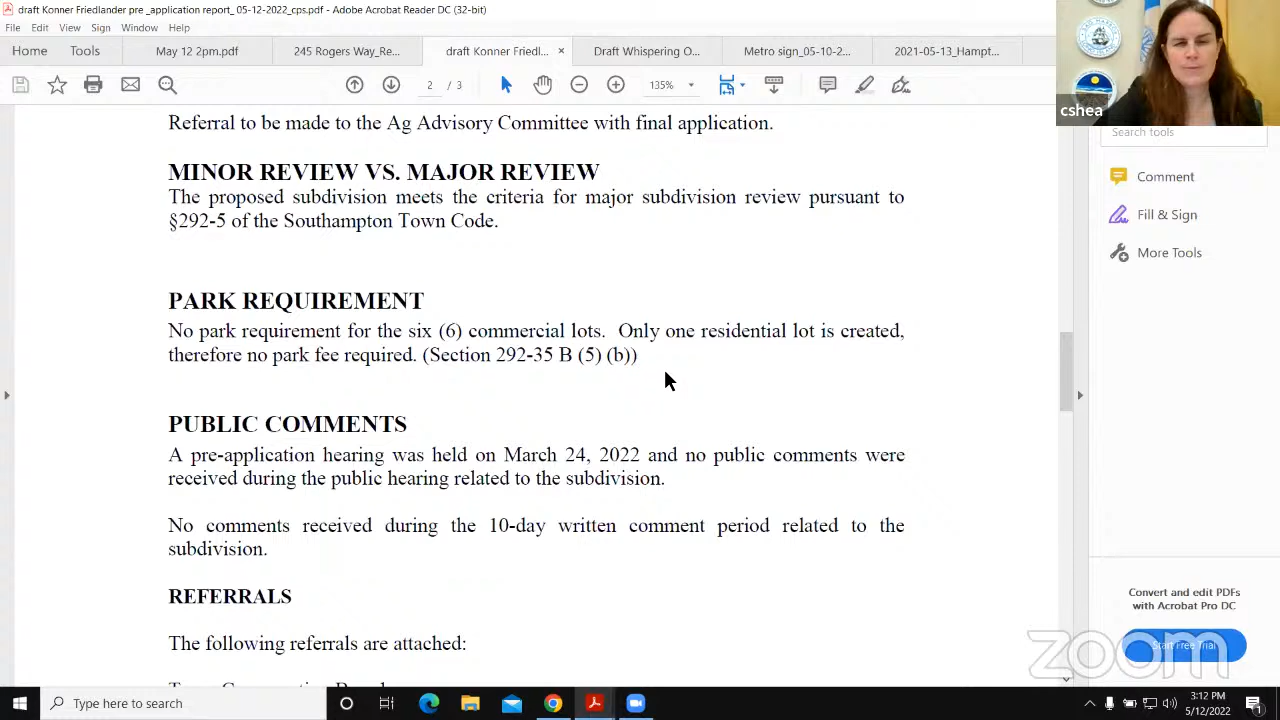 draft Konner Friedlander pre _application report_ 05-12-2022_cps.pdf - Adobe Acrobat Reader DC (32-bit)
File Edit View Sign Window Help
Home Tools May 12 2pm.pdf 245 Rogers Way_Re... draft Konner Friedl... × Draft Whispering O... Metro sign_05-10-2... 2021-05-13_Hampt...
2 / 3 135%
cshea
Search tools
Comment
Fill & Sign
More Tools
Referral to be made to the Ag Advisory Committee with final application.
MINOR REVIEW VS. MAJOR REVIEW
The proposed subdivision meets the criteria for major subdivision review pursuant to
§292-5 of the Southampton Town Code.
PARK REQUIREMENT
No park requirement for the six (6) commercial lots. Only one residential lot is created,
therefore no park fee required. (Section 292-35 B (5) (b))
PUBLIC COMMENTS
A pre-application hearing was held on March 24, 2022 and no public comments were
received during the public hearing related to the subdivision.
No comments received during the 10-day written comment period related to the
subdivision.
REFERRALS
The following referrals are attached:
Convert and edit PDFs
with Acrobat Pro DC
Start Free Trial
zoom
Type here to search
3:12 PM
5/12/2022